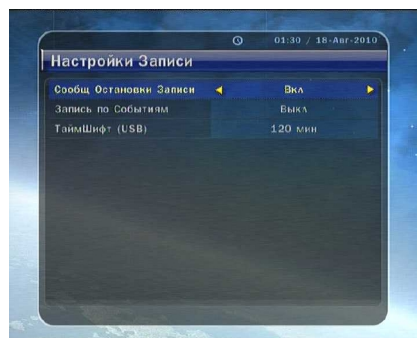 01:30 / 18-Авг-2010
Настройки Записи
Сообщ Остановки Записи Вкл
Запись по Событиям Выкл
ТаймШифт (USB) 120 мин